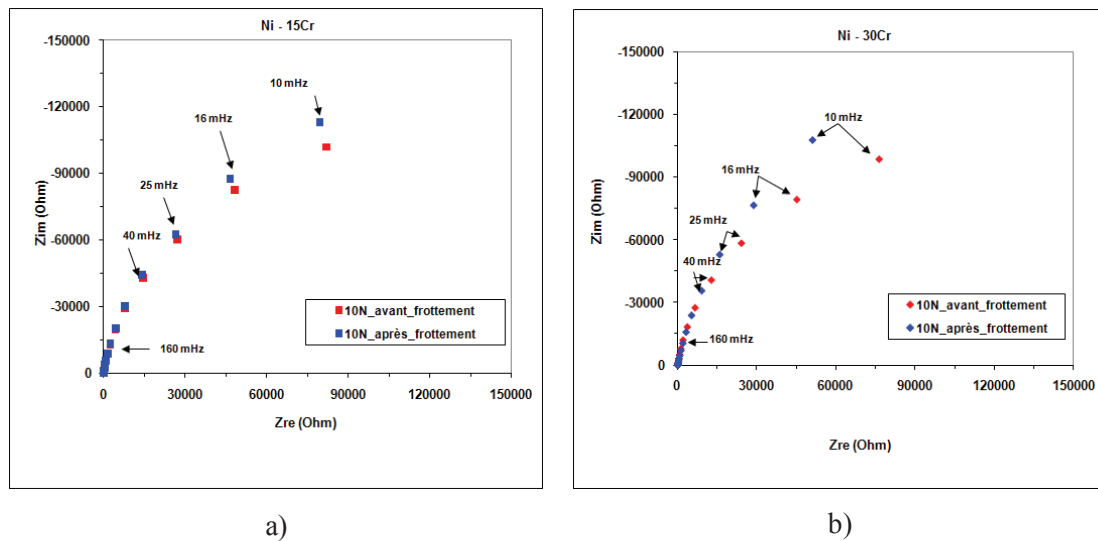 Ni - 15Cr
-150000
-120000
-90000
-60000
-30000
0
0
30000
60000
90000
120000
150000
Zim (Ohm)
Zre (Ohm)
10 mHz
16 mHz
25 mHz
40 mHz
160 mHz
10N_avant_frottement
10N_après_frottement
a)
Ni - 30Cr
-150000
-120000
-90000
-60000
-30000
0
0
30000
60000
90000
120000
150000
Zim (Ohm)
Zre (Ohm)
10 mHz
16 mHz
25 mHz
40 mHz
160 mHz
10N_avant_frottement
10N_après_frottement
b)